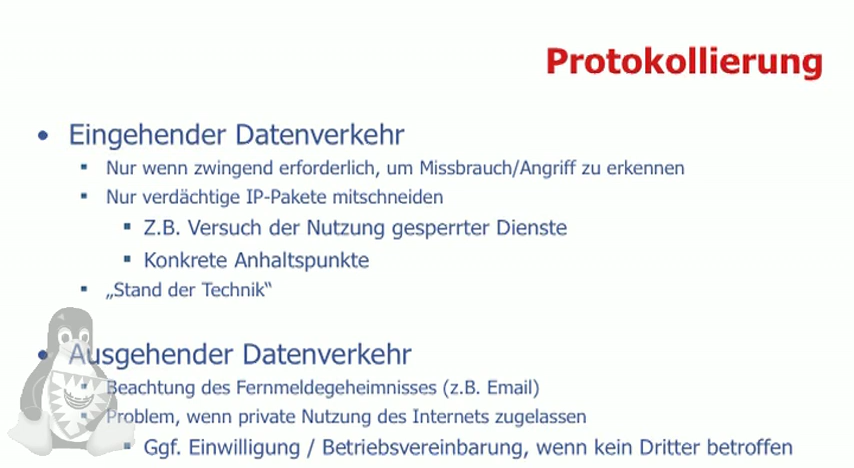 Protokollierung
• Eingehender Datenverkehr
▪ Nur wenn zwingend erforderlich, um Missbrauch/Angriff zu erkennen
▪ Nur verdächtige IP-Pakete mitschneiden
▪ Z.B. Versuch der Nutzung gesperrter Dienste
▪ Konkrete Anhaltspunkte
▪ „Stand der Technik“
• Ausgehender Datenverkehr
▪ Beachtung des Fernmeldegeheimnisses (z.B. Email)
▪ Problem, wenn private Nutzung des Internets zugelassen
▪ Ggf. Einwilligung / Betriebsvereinbarung, wenn kein Dritter betroffen